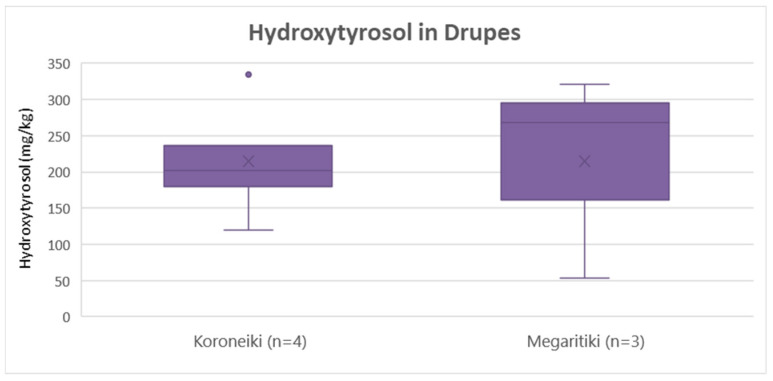 Hydroxytyrosol in Drupes
Hydroxytyrosol (mg/kg)
350
300
250
200
150
100
50
0
Koroneiki (n=4)
Megaritiki (n=3)